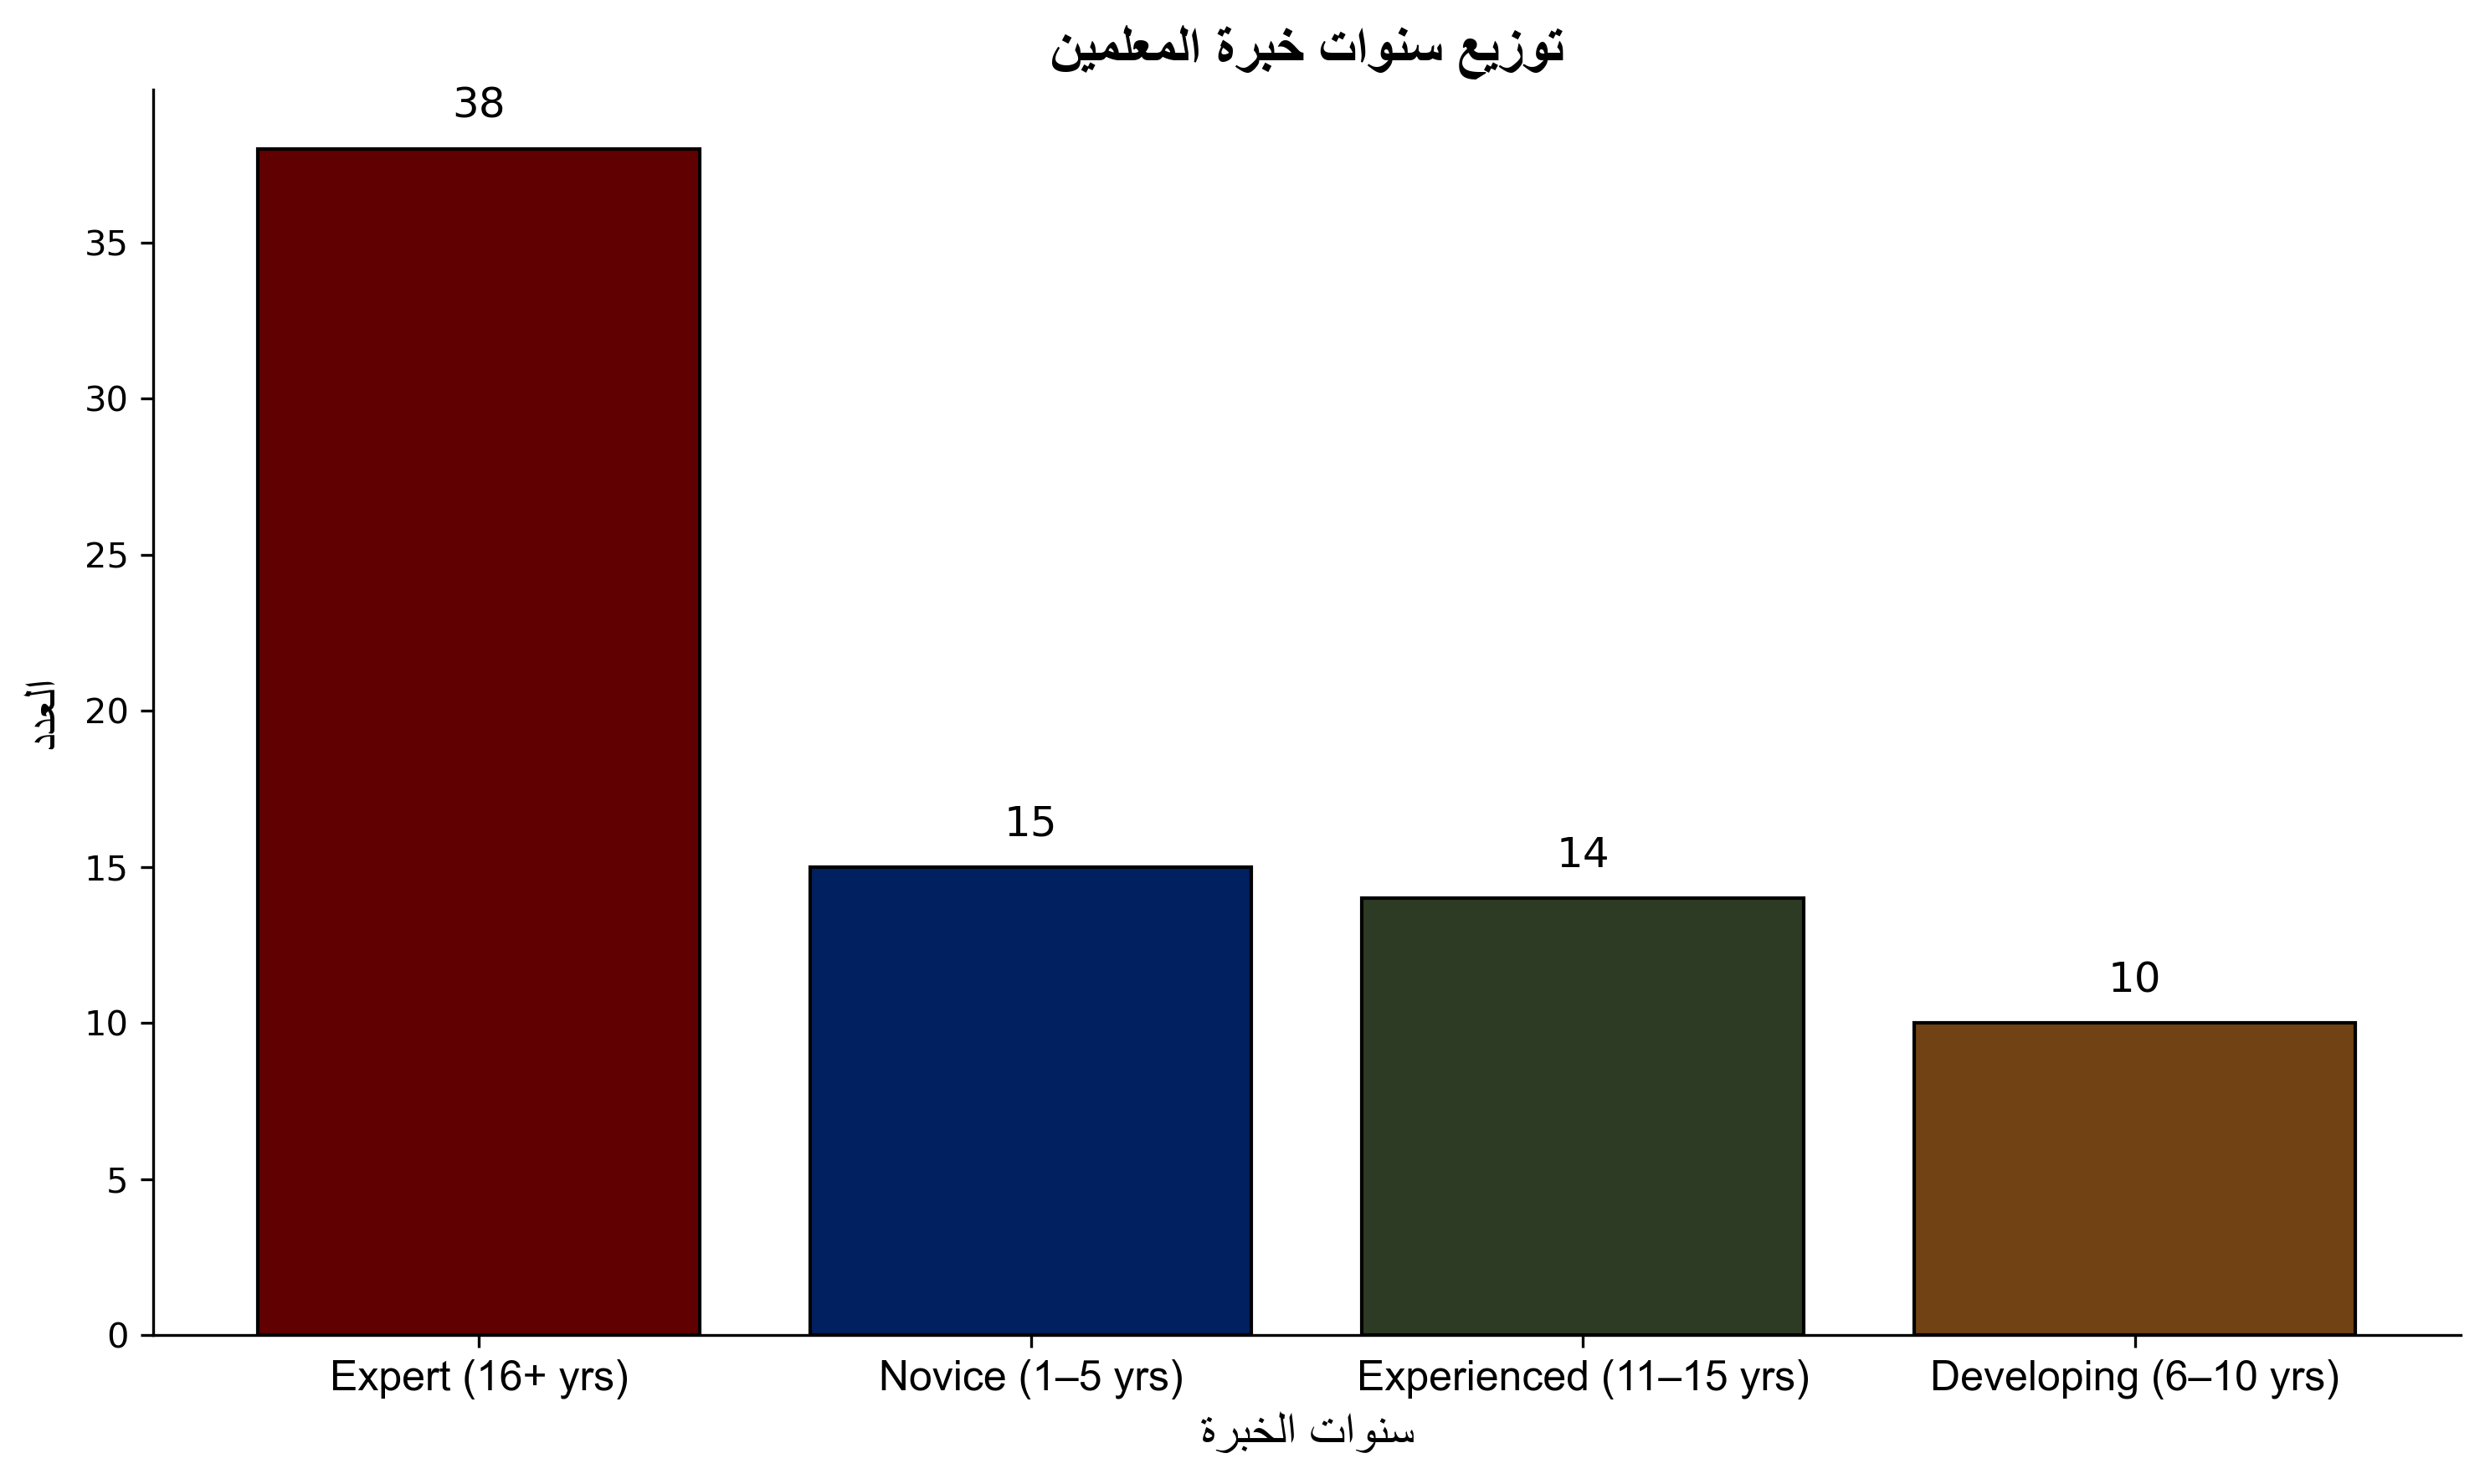 توزيع سنوات خبرة المعلمين
38
35
30
25
العدد
20
15
10
5
0
15
14
10
Expert (16+ yrs)
Novice (1–5 yrs)
Experienced (11–15 yrs)
Developing (6–10 yrs)
سنوات الخبرة